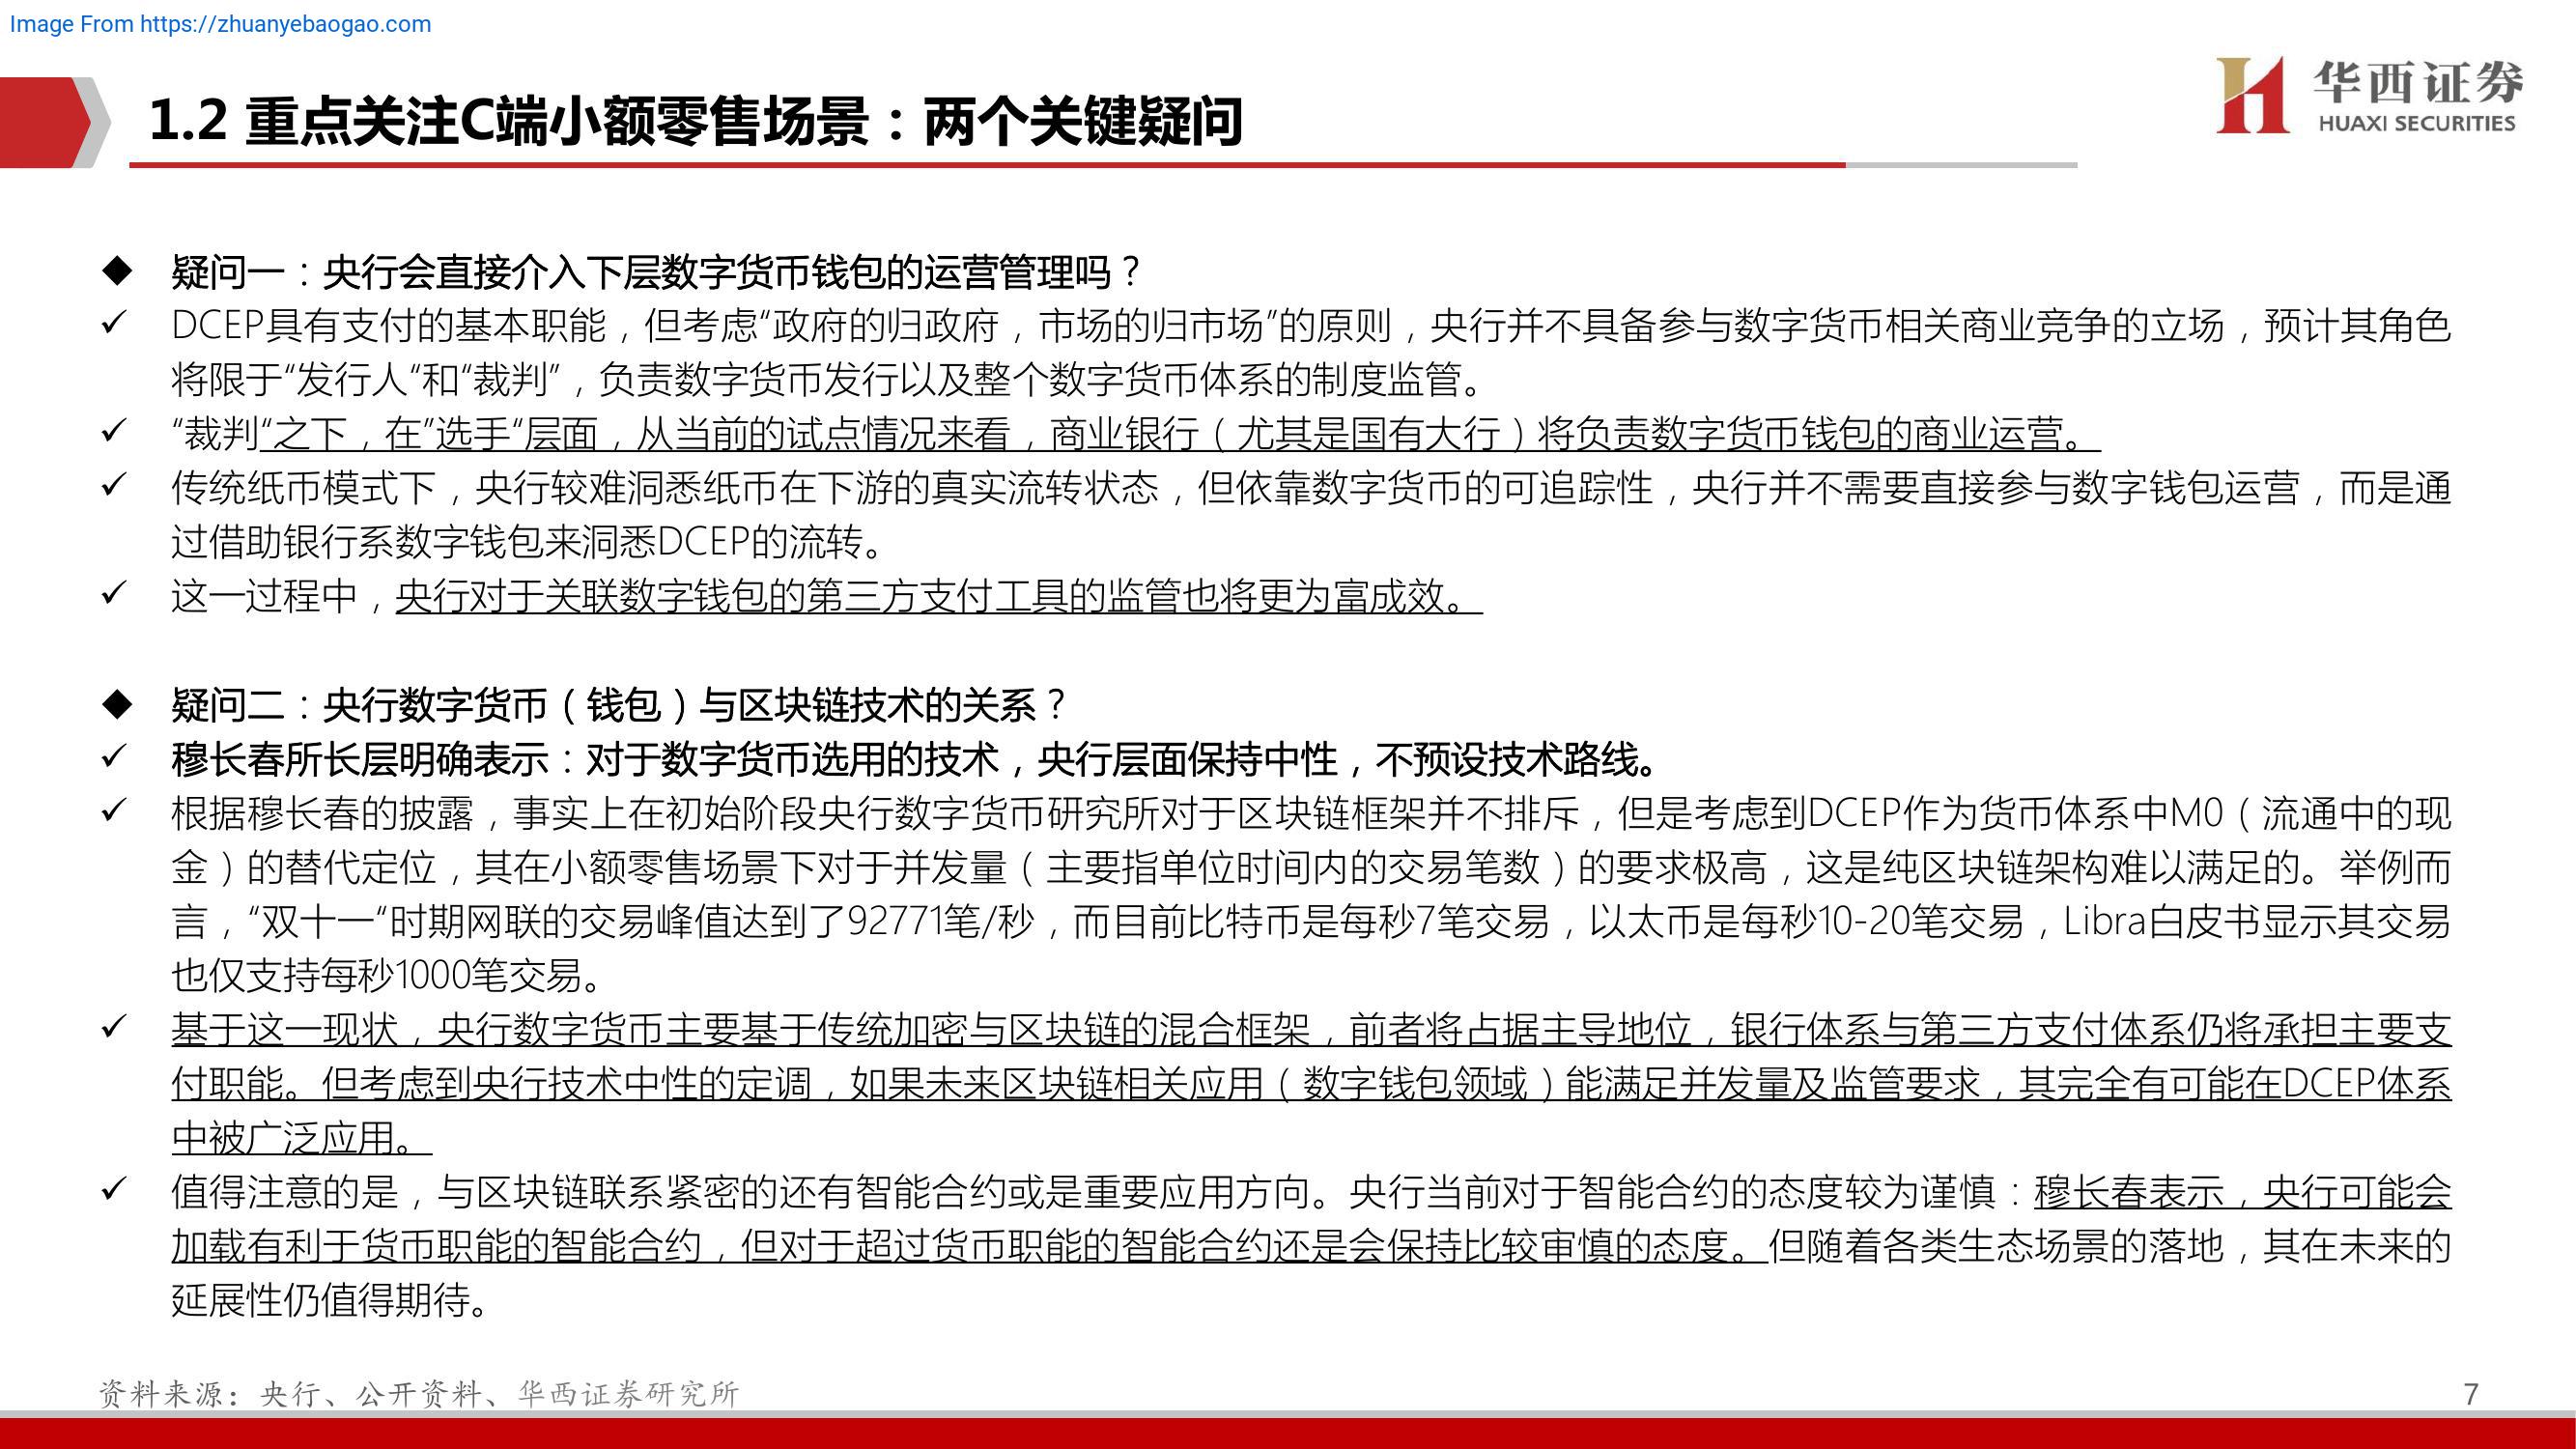 Image From https://zhuanyebaogao.com
1.2 重点关注C端小额零售场景：两个关键疑问
华西证券
HUAXI SECURITIES
◆ 疑问一：央行会直接介入下层数字货币钱包的运营管理吗？
✓ DCEP具有支付的基本职能，但考虑“政府的归政府，市场的归市场”的原则，央行并不具备参与数字货币相关商业竞争的立场，预计其角色
将限于“发行人“和“裁判”，负责数字货币发行以及整个数字货币体系的制度监管。
✓ “裁判“之下，在”选手“层面，从当前的试点情况来看，商业银行（尤其是国有大行）将负责数字货币钱包的商业运营。
✓ 传统纸币模式下，央行较难洞悉纸币在下游的真实流转状态，但依靠数字货币的可追踪性，央行并不需要直接参与数字钱包运营，而是通
过借助银行系数字钱包来洞悉DCEP的流转。
✓ 这一过程中，央行对于关联数字钱包的第三方支付工具的监管也将更为富成效。
◆ 疑问二：央行数字货币（钱包）与区块链技术的关系？
✓ 穆长春所长层明确表示：对于数字货币选用的技术，央行层面保持中性，不预设技术路线。
✓ 根据穆长春的披露，事实上在初始阶段央行数字货币研究所对于区块链框架并不排斥，但是考虑到DCEP作为货币体系中M0（流通中的现
金）的替代定位，其在小额零售场景下对于并发量（主要指单位时间内的交易笔数）的要求极高，这是纯区块链架构难以满足的。举例而
言，“双十一“时期网联的交易峰值达到了92771笔/秒，而目前比特币是每秒7笔交易，以太币是每秒10-20笔交易，Libra白皮书显示其交易
也仅支持每秒1000笔交易。
✓ 基于这一现状，央行数字货币主要基于传统加密与区块链的混合框架，前者将占据主导地位，银行体系与第三方支付体系仍将承担主要支
付职能。但考虑到央行技术中性的定调，如果未来区块链相关应用（数字钱包领域）能满足并发量及监管要求，其完全有可能在DCEP体系
中被广泛应用。
✓ 值得注意的是，与区块链联系紧密的还有智能合约或是重要应用方向。央行当前对于智能合约的态度较为谨慎：穆长春表示，央行可能会
加载有利于货币职能的智能合约，但对于超过货币职能的智能合约还是会保持比较审慎的态度。但随着各类生态场景的落地，其在未来的
延展性仍值得期待。
资料来源：央行、公开资料、华西证券研究所
7